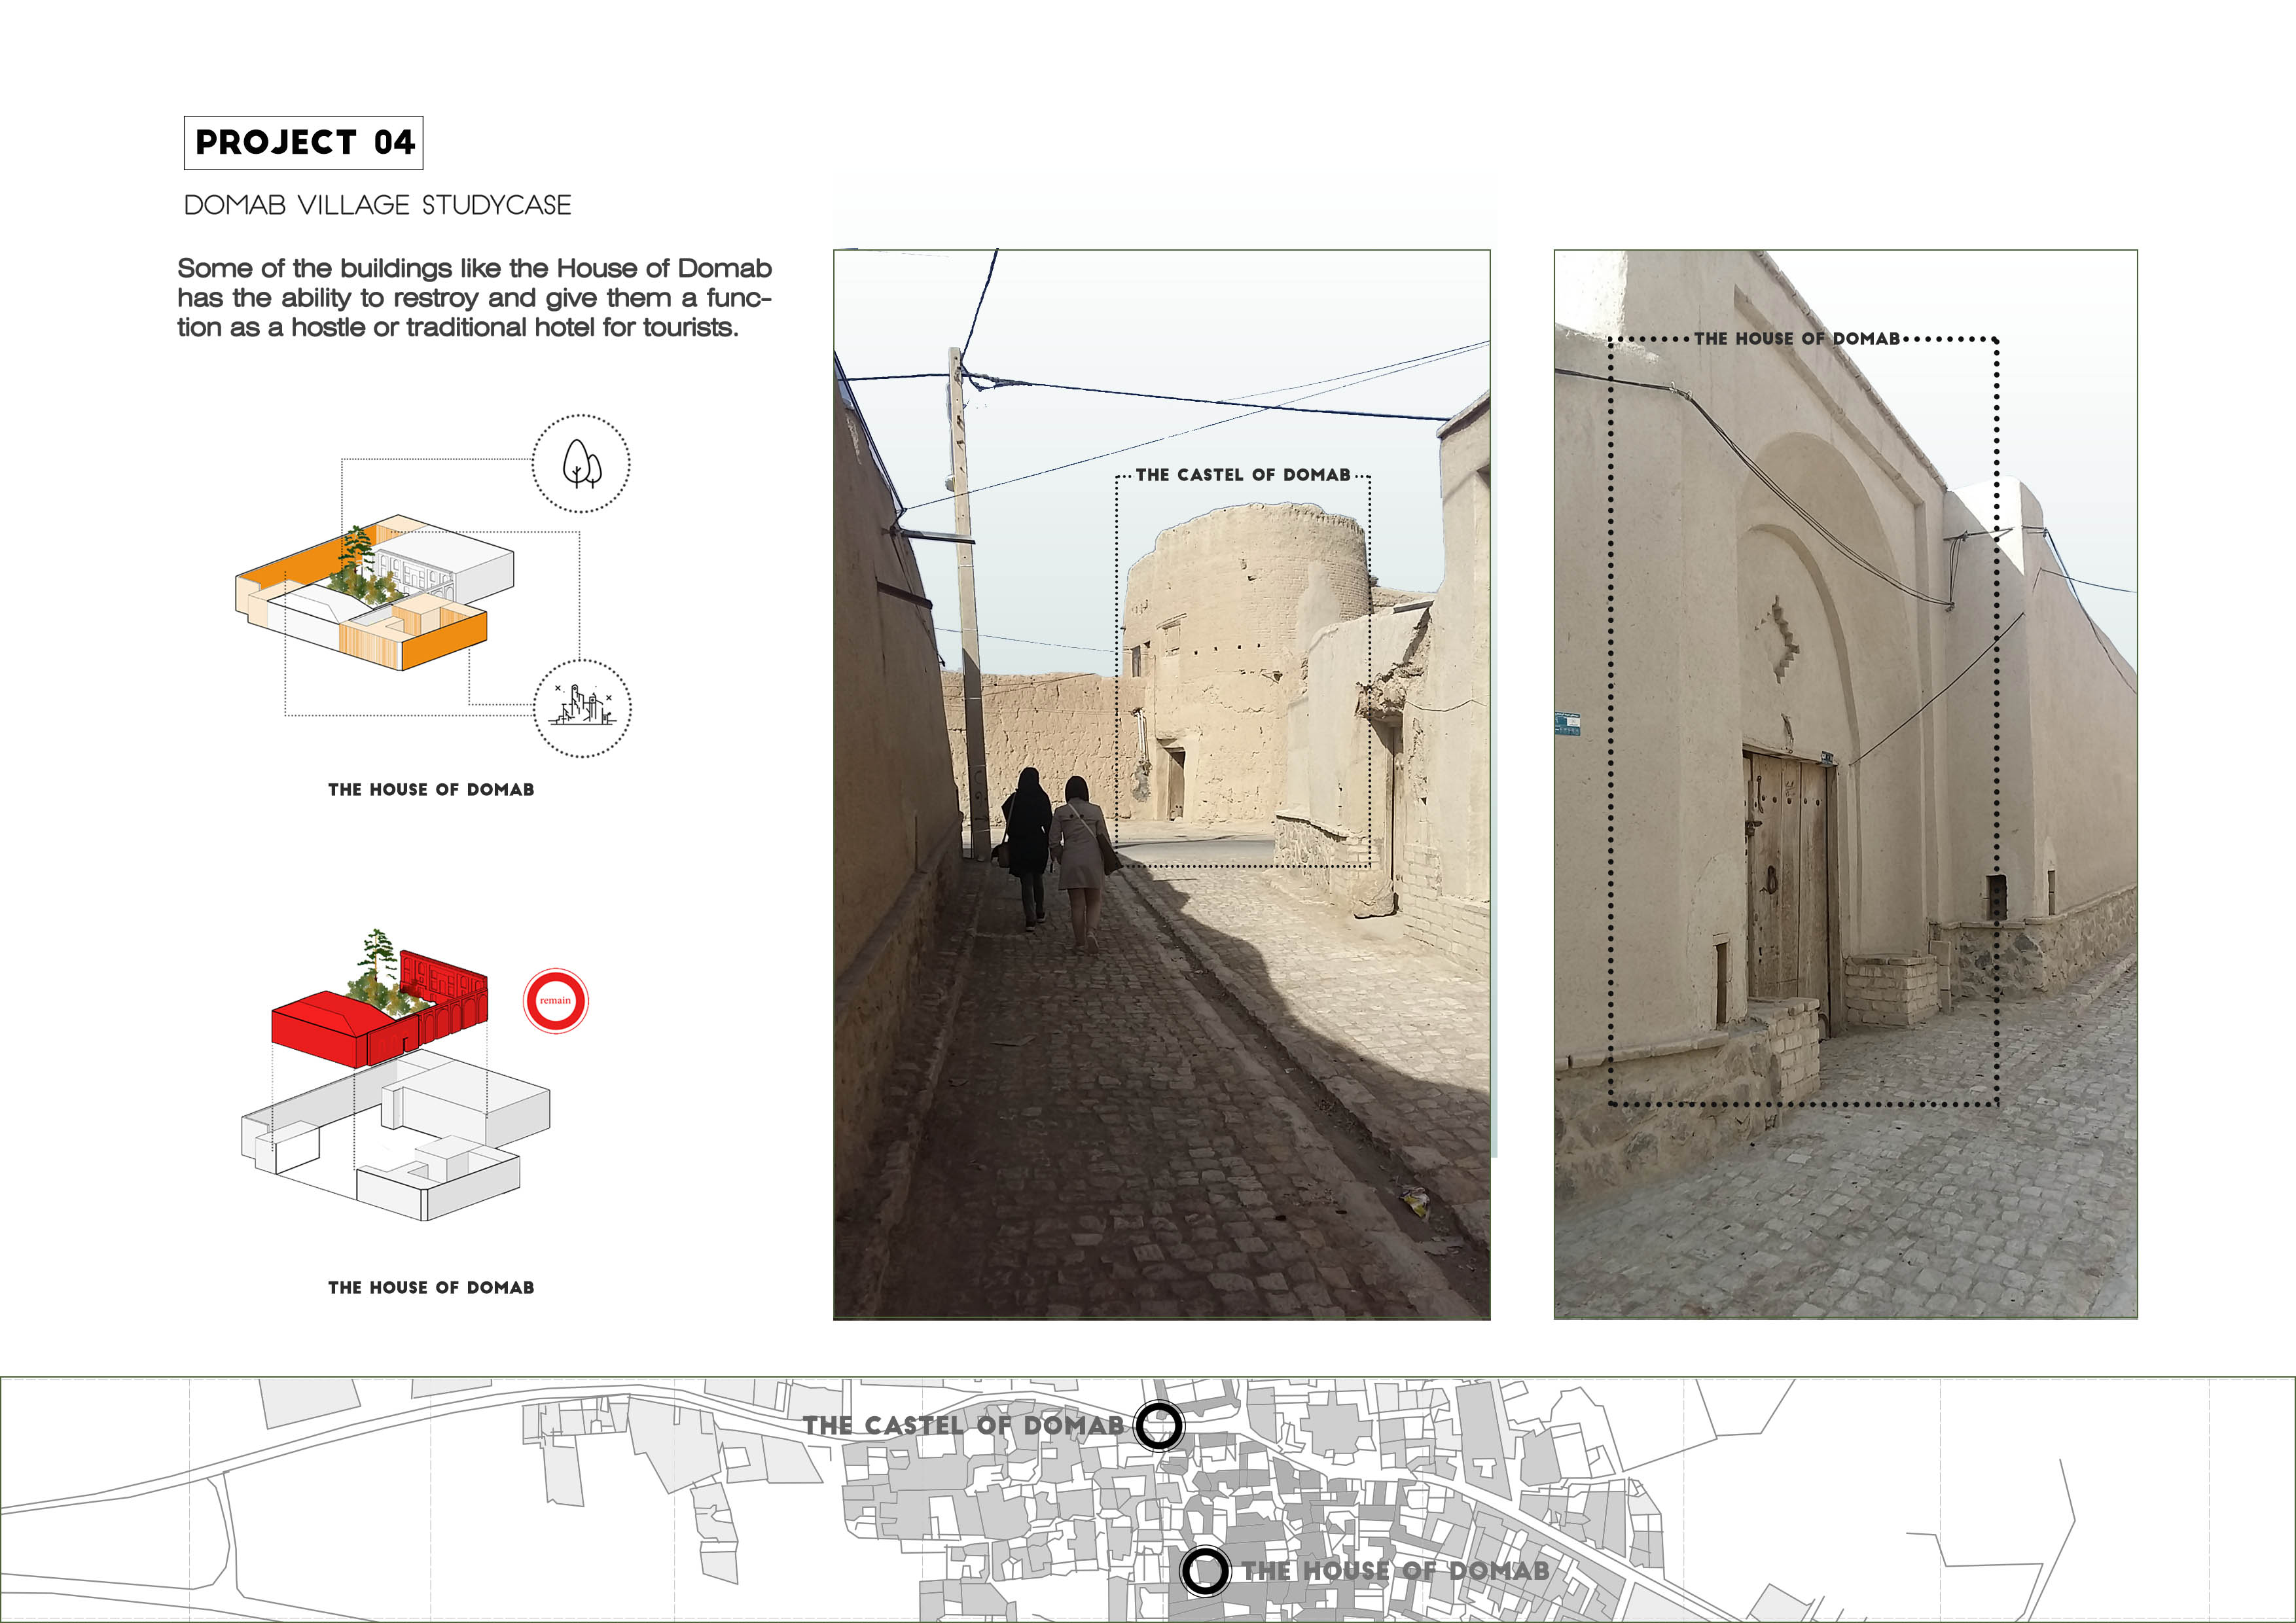 PROJECT 04
DOMAB VILLAGE STUDYCASE
Some of the buildings like the House of Domab
has the ability to restroy and give them a func-
tion as a hostle or traditional hotel for tourists.
THE HOUSE OF DOMAB
remain
THE HOUSE OF DOMAB
THE CASTEL OF DOMAB
THE HOUSE OF DOMAB
THE CASTEL OF DOMAB
THE HOUSE OF DOMAB